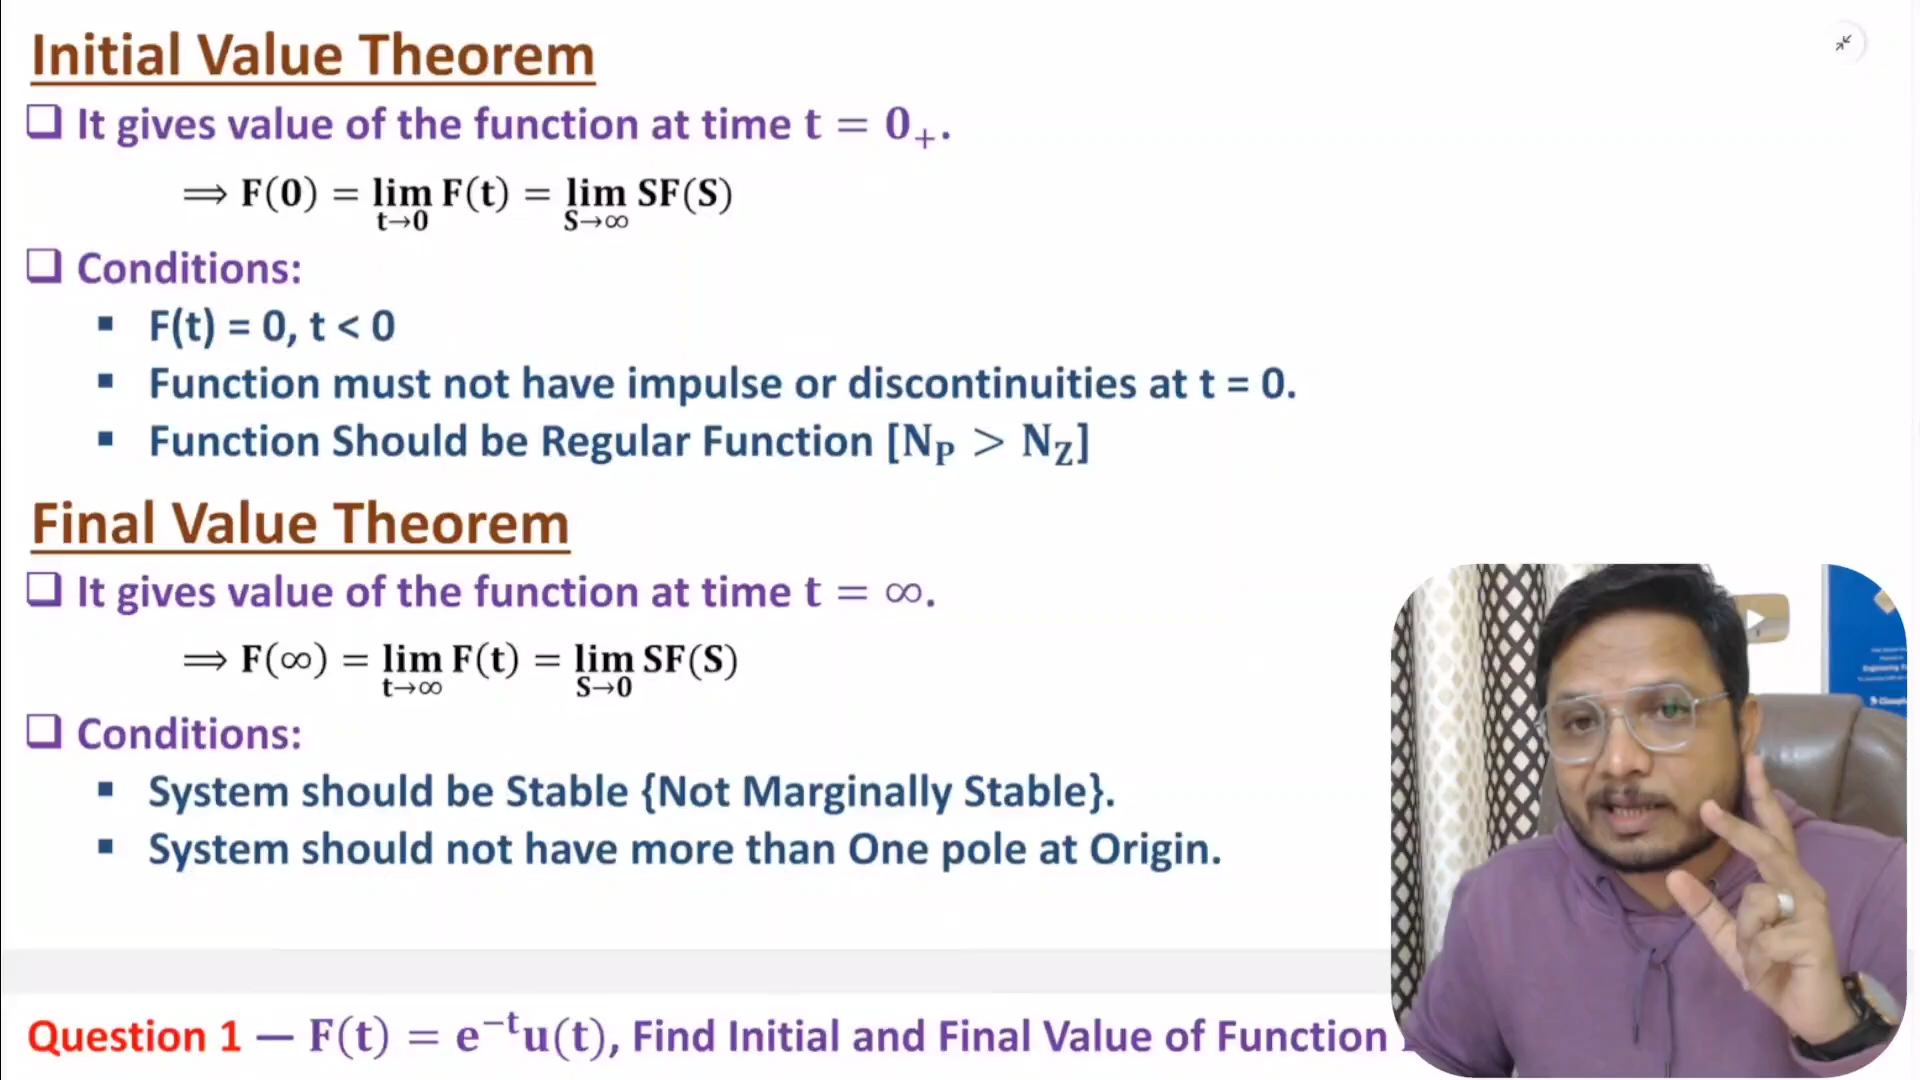 Initial Value Theorem
❑ It gives value of the function at time t = 0₊.
⟹ F(0) = lim F(t) = lim SF(S)
t→0 S→∞
❑ Conditions:
▪ F(t) = 0, t < 0
▪ Function must not have impulse or discontinuities at t = 0.
▪ Function Should be Regular Function [N_P > N_Z]
Final Value Theorem
❑ It gives value of the function at time t = ∞.
⟹ F(∞) = lim F(t) = lim SF(S)
t→∞ S→0
❑ Conditions:
▪ System should be Stable {Not Marginally Stable}.
▪ System should not have more than One pole at Origin.
Question 1 — F(t) = e⁻ᵗu(t), Find Initial and Final Value of Function